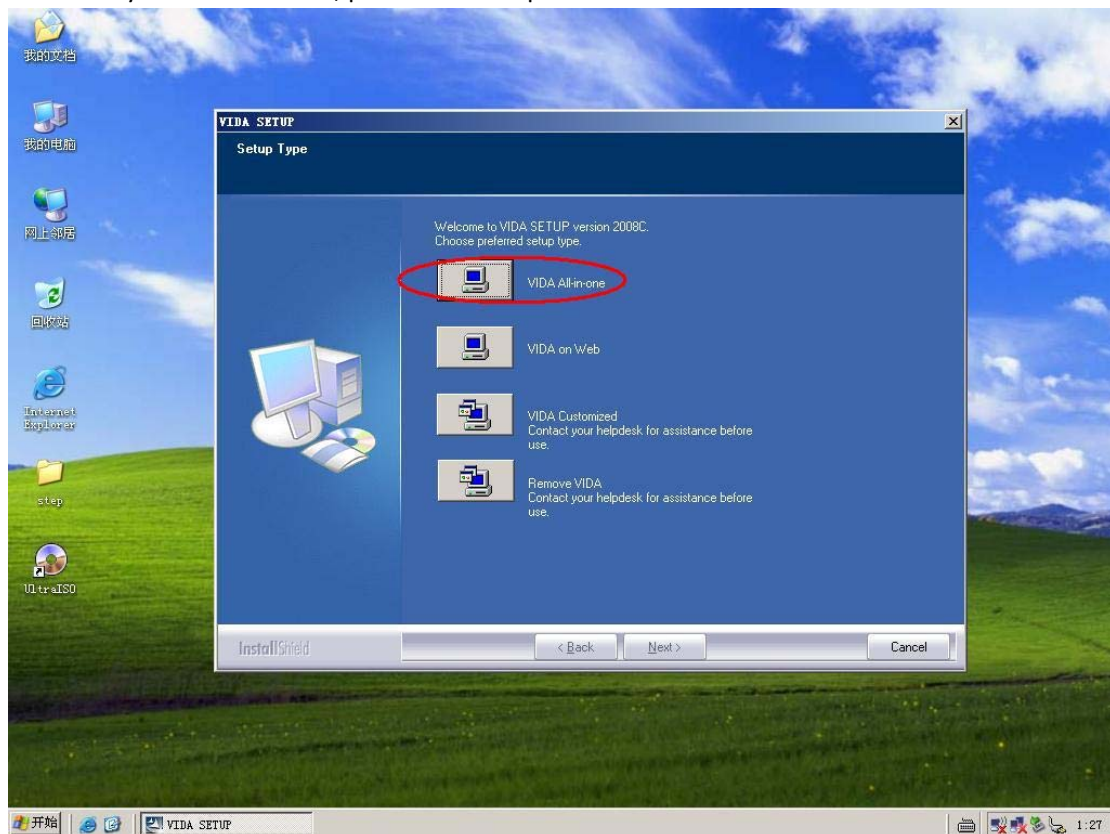 我的文档
我的电脑
网上邻居
回收站
Internet
Explorer
step
UltraISO
VIDA SETUP
Setup Type
Welcome to VIDA SETUP version 2008C.
Choose preferred setup type.
VIDA All-in-one
VIDA on Web
VIDA Customized
Contact your helpdesk for assistance before
use.
Remove VIDA
Contact your helpdesk for assistance before
use.
InstallShield
< Back
Next >
Cancel
开始
VIDA SETUP
1:27